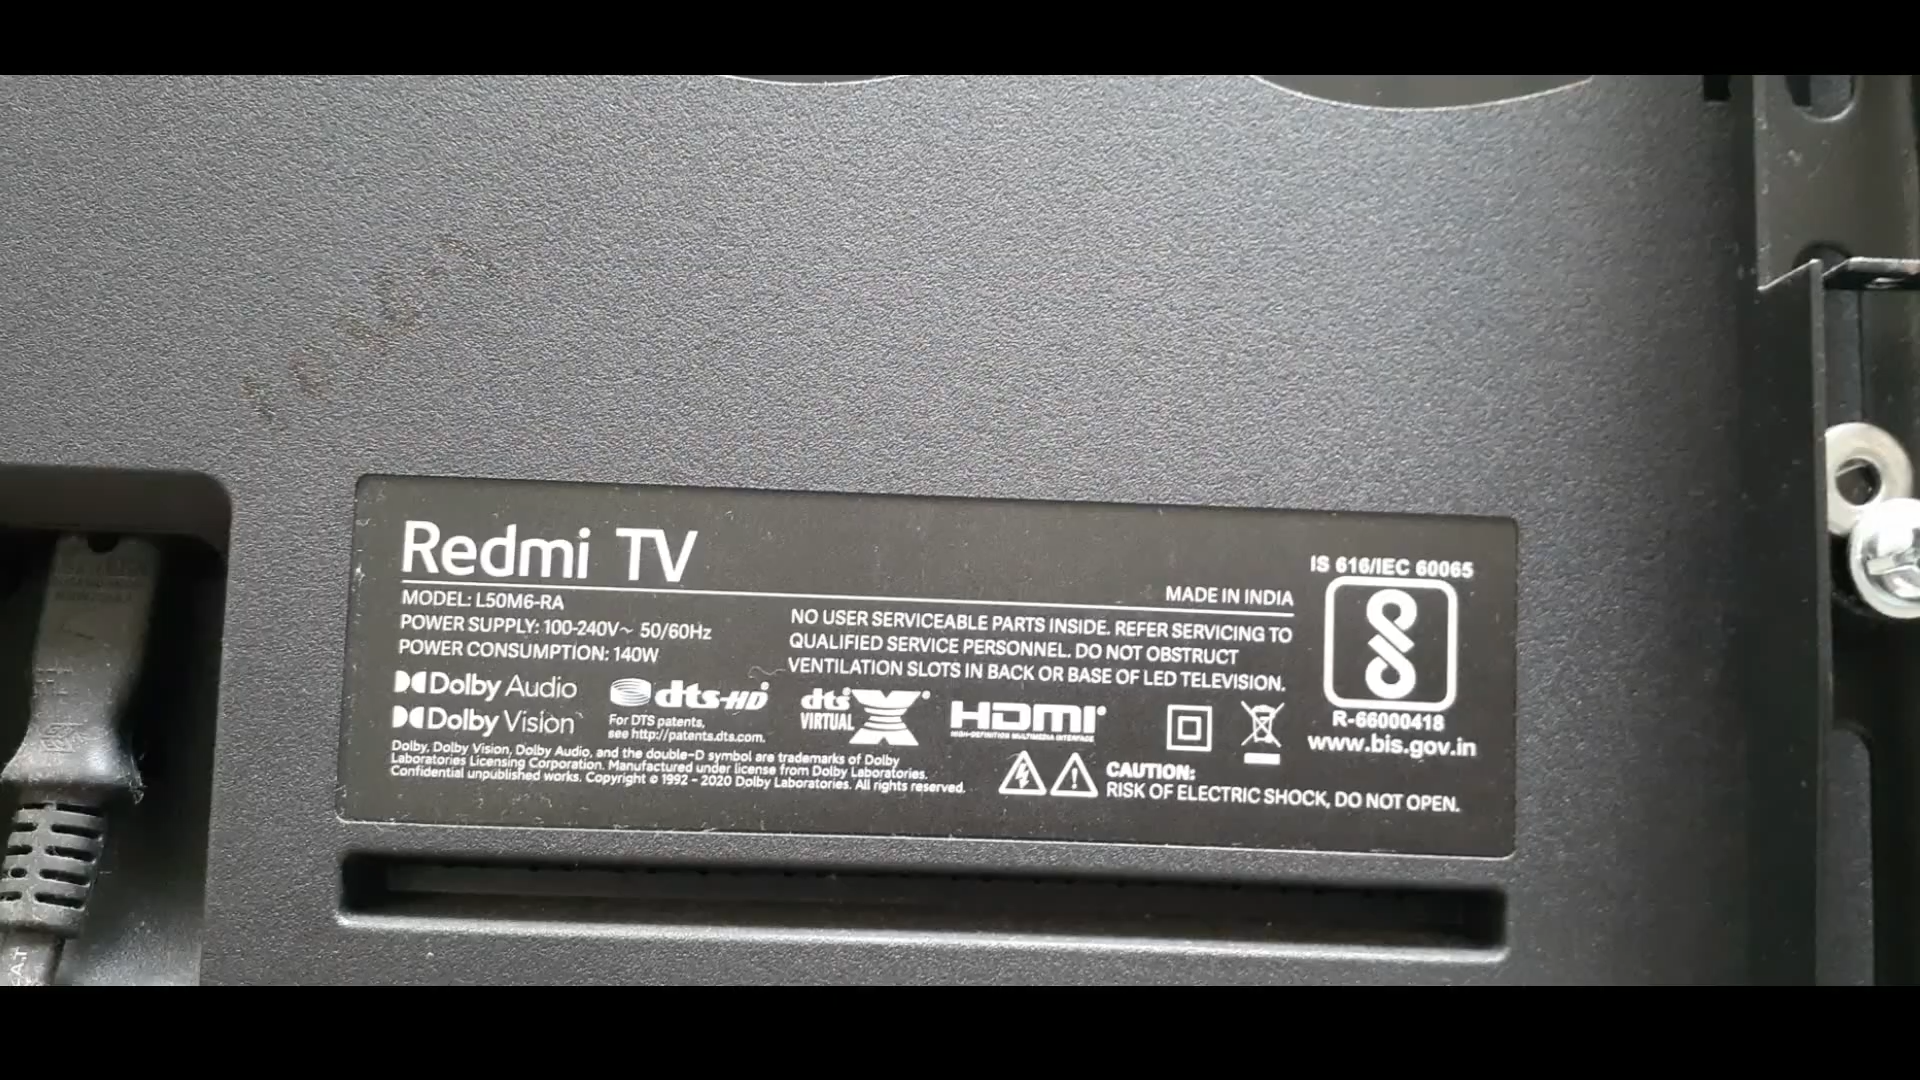 Redmi TV
MADE IN INDIA
MODEL: L50M6-RA
POWER SUPPLY: 100-240V~ 50/60Hz
POWER CONSUMPTION: 140W
NO USER SERVICEABLE PARTS INSIDE. REFER SERVICING TO
QUALIFIED SERVICE PERSONNEL. DO NOT OBSTRUCT
VENTILATION SLOTS IN BACK OR BASE OF LED TELEVISION.
IS 616/IEC 60065
R-66000418
www.bis.gov.in
Dolby Audio
Dolby Vision
dts-HD
For DTS patents,
see http://patents.dts.com.
dts X
VIRTUAL
HDMI
HIGH-DEFINITION MULTIMEDIA INTERFACE
Dolby, Dolby Vision, Dolby Audio, and the double-D symbol are trademarks of Dolby
Laboratories Licensing Corporation. Manufactured under license from Dolby Laboratories.
Confidential unpublished works. Copyright © 1992 - 2020 Dolby Laboratories. All rights reserved.
CAUTION:
RISK OF ELECTRIC SHOCK, DO NOT OPEN.